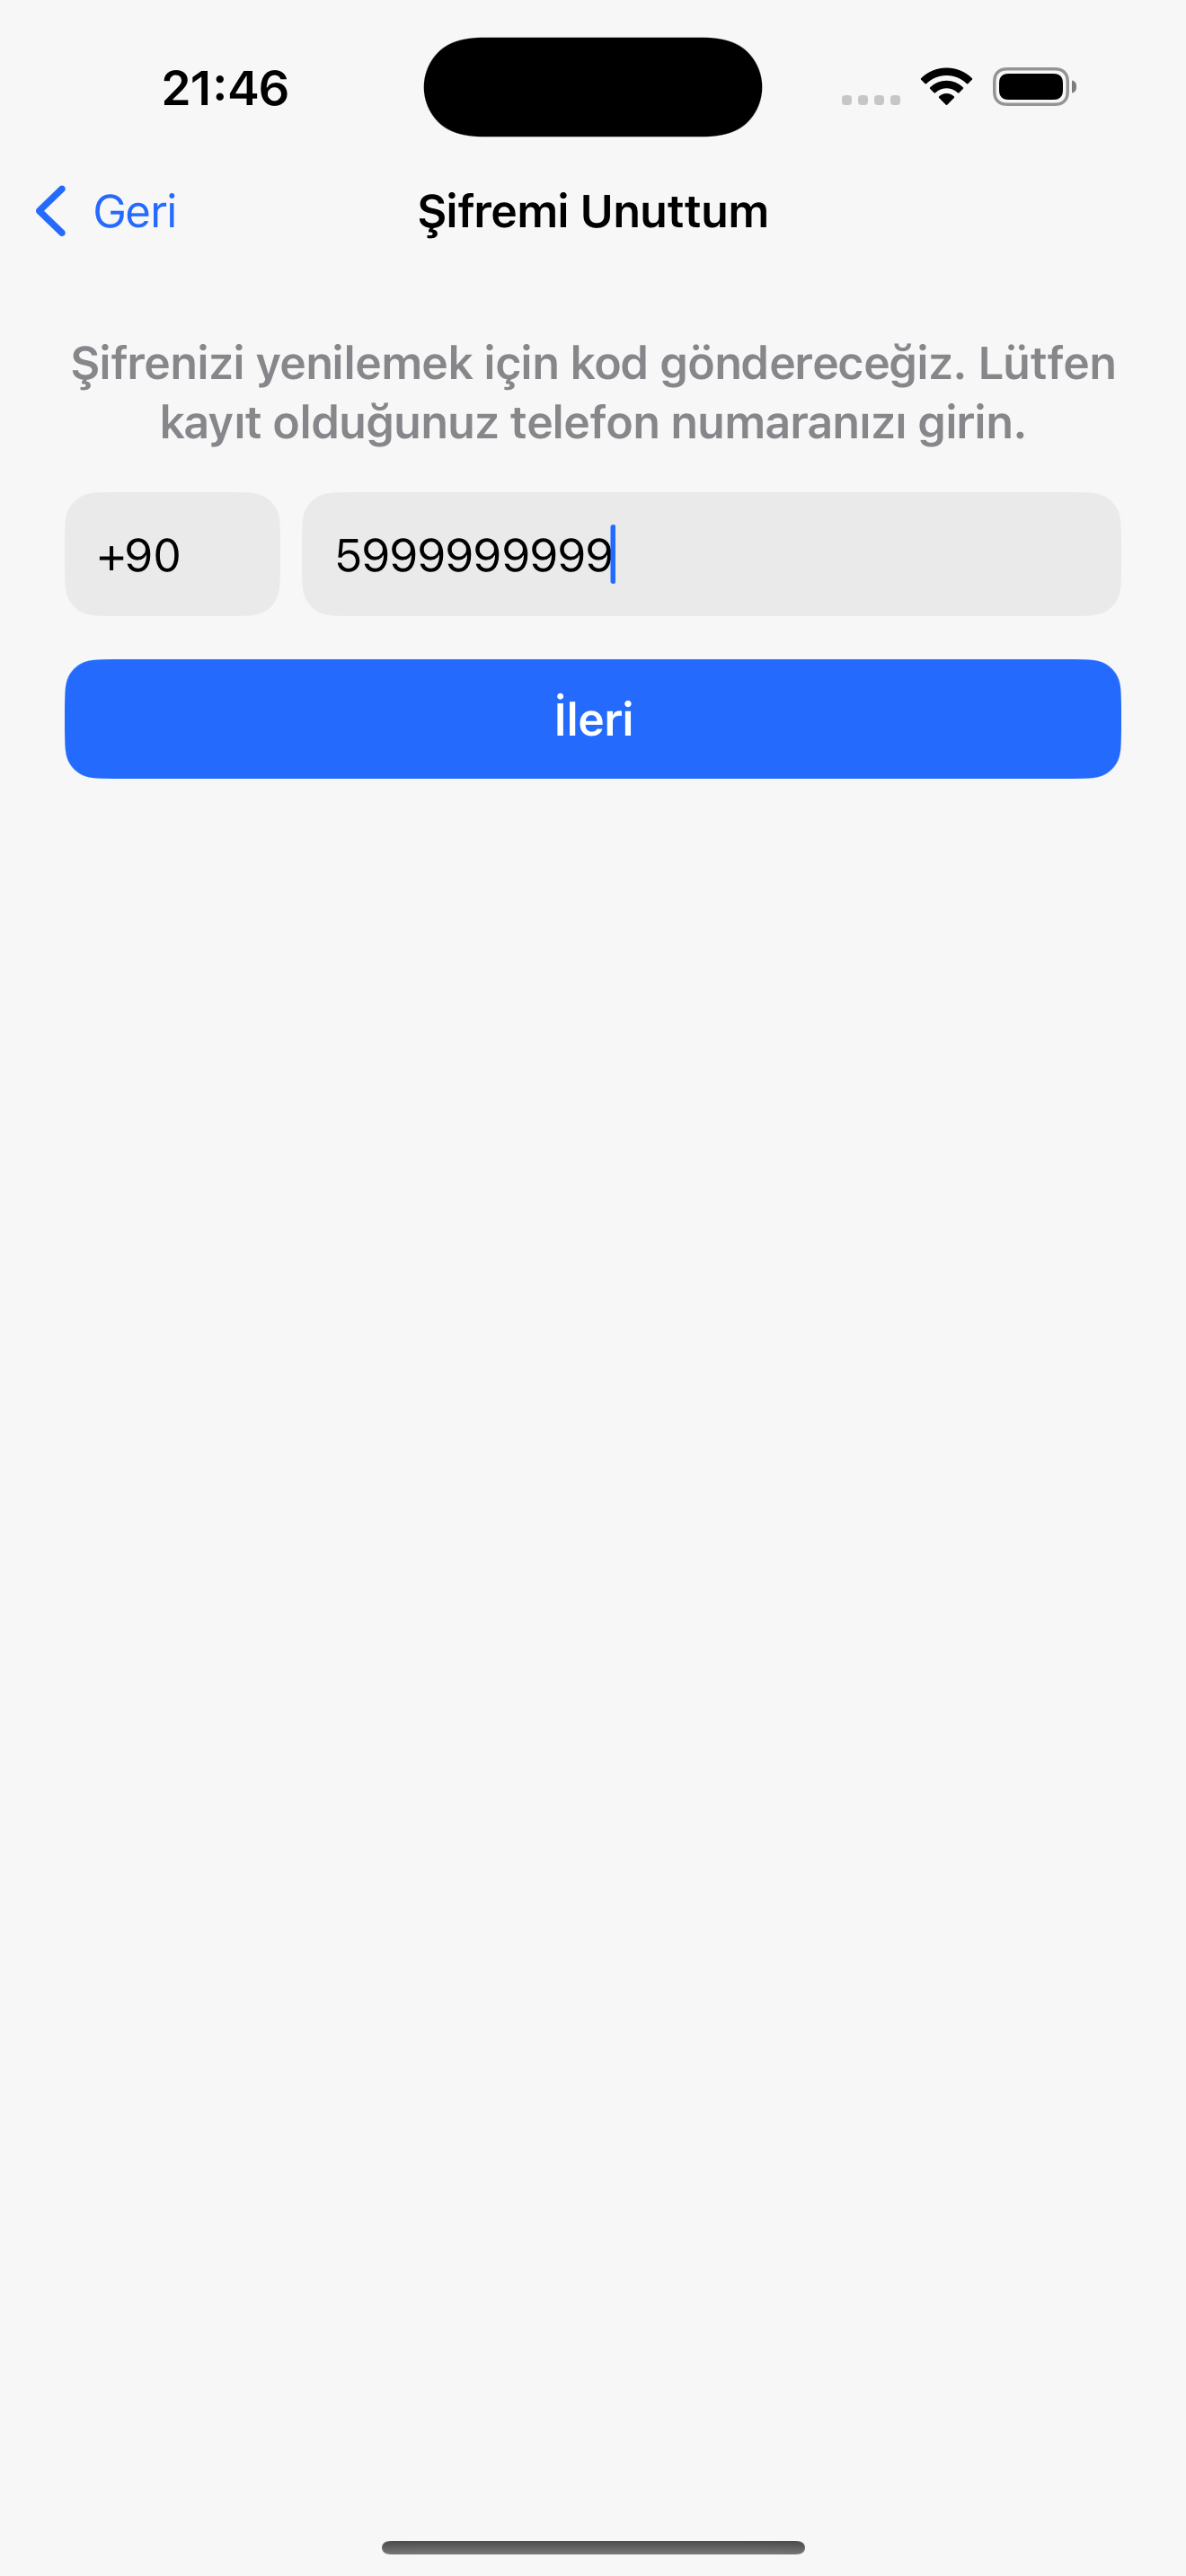 21:46
Geri
Şifremi Unuttum
Şifrenizi yenilemek için kod göndereceğiz. Lütfen
kayıt olduğunuz telefon numaranızı girin.
+90
5999999999
İleri